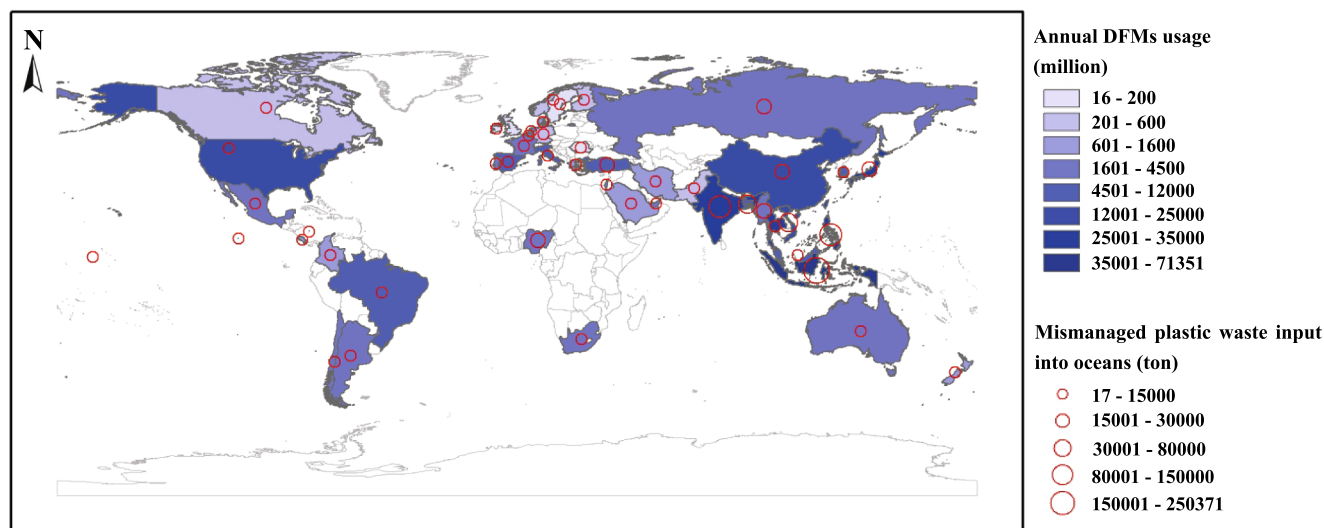 N
Annual DFMs usage
(million)
16 - 200
201 - 600
601 - 1600
1601 - 4500
4501 - 12000
12001 - 25000
25001 - 35000
35001 - 71351
Mismanaged plastic waste input
into oceans (ton)
17 - 15000
15001 - 30000
30001 - 80000
80001 - 150000
150001 - 250371